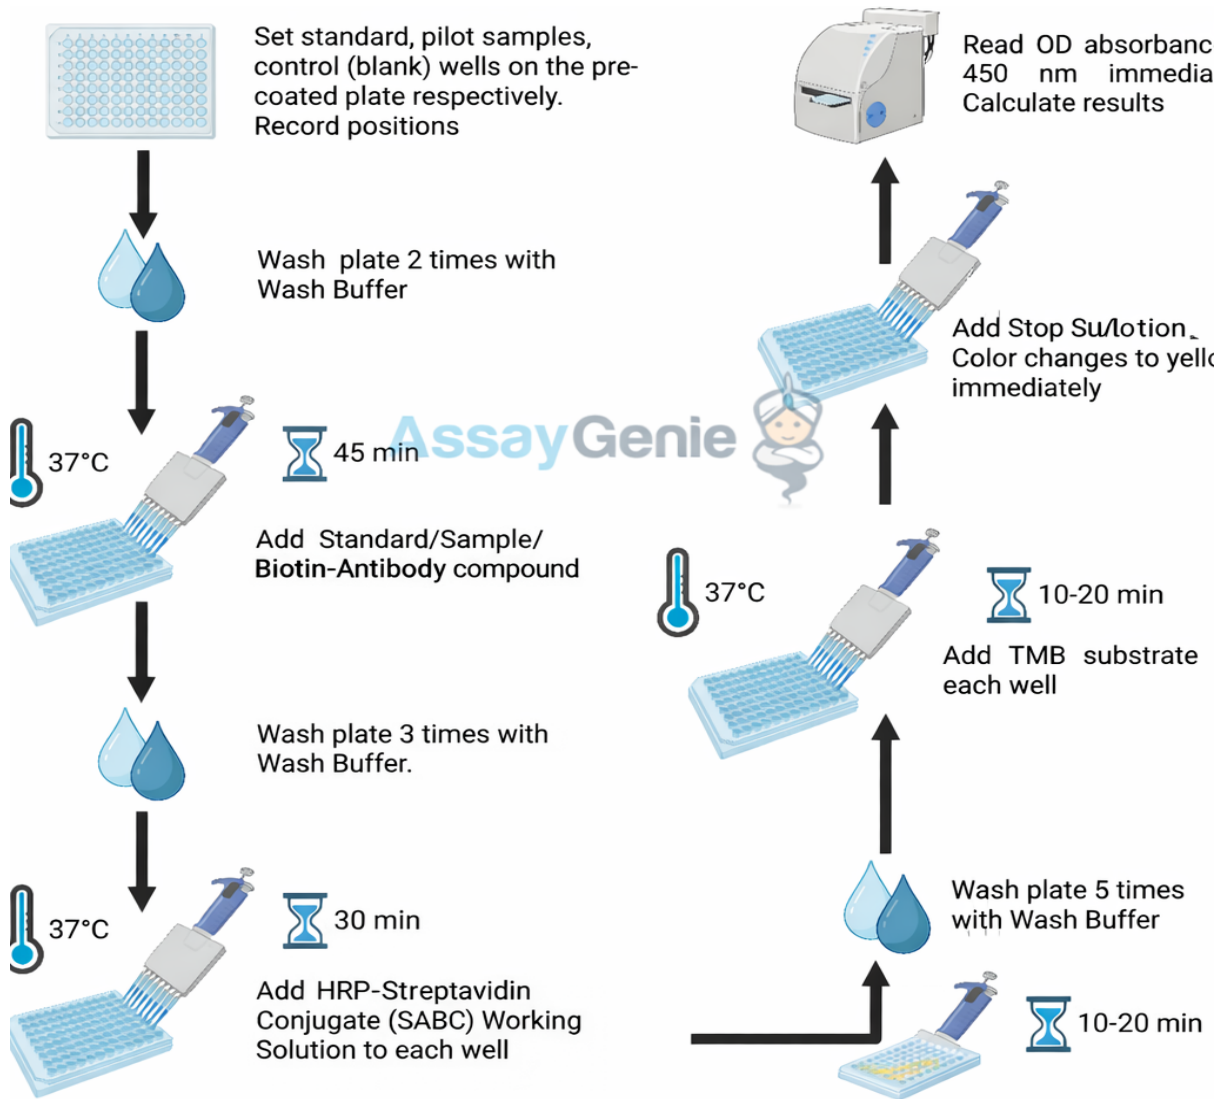 Set standard, pilot samples,
control (blank) wells on the pre-
coated plate respectively.
Record positions
Wash plate 2 times with
Wash Buffer
37°C
45 min
Add Standard/Sample/
Biotin-Antibody compound
Wash plate 3 times with
Wash Buffer.
37°C
30 min
Add HRP-Streptavidin
Conjugate (SABC) Working
Solution to each well
10-20 min
Wash plate 5 times
with Wash Buffer
37°C
10-20 min
Add TMB substrate
each well
Add Stop Su/lotion
Color changes to yello
immediately
Read OD absorbanc
450 nm immedia
Calculate results
AssayGenie